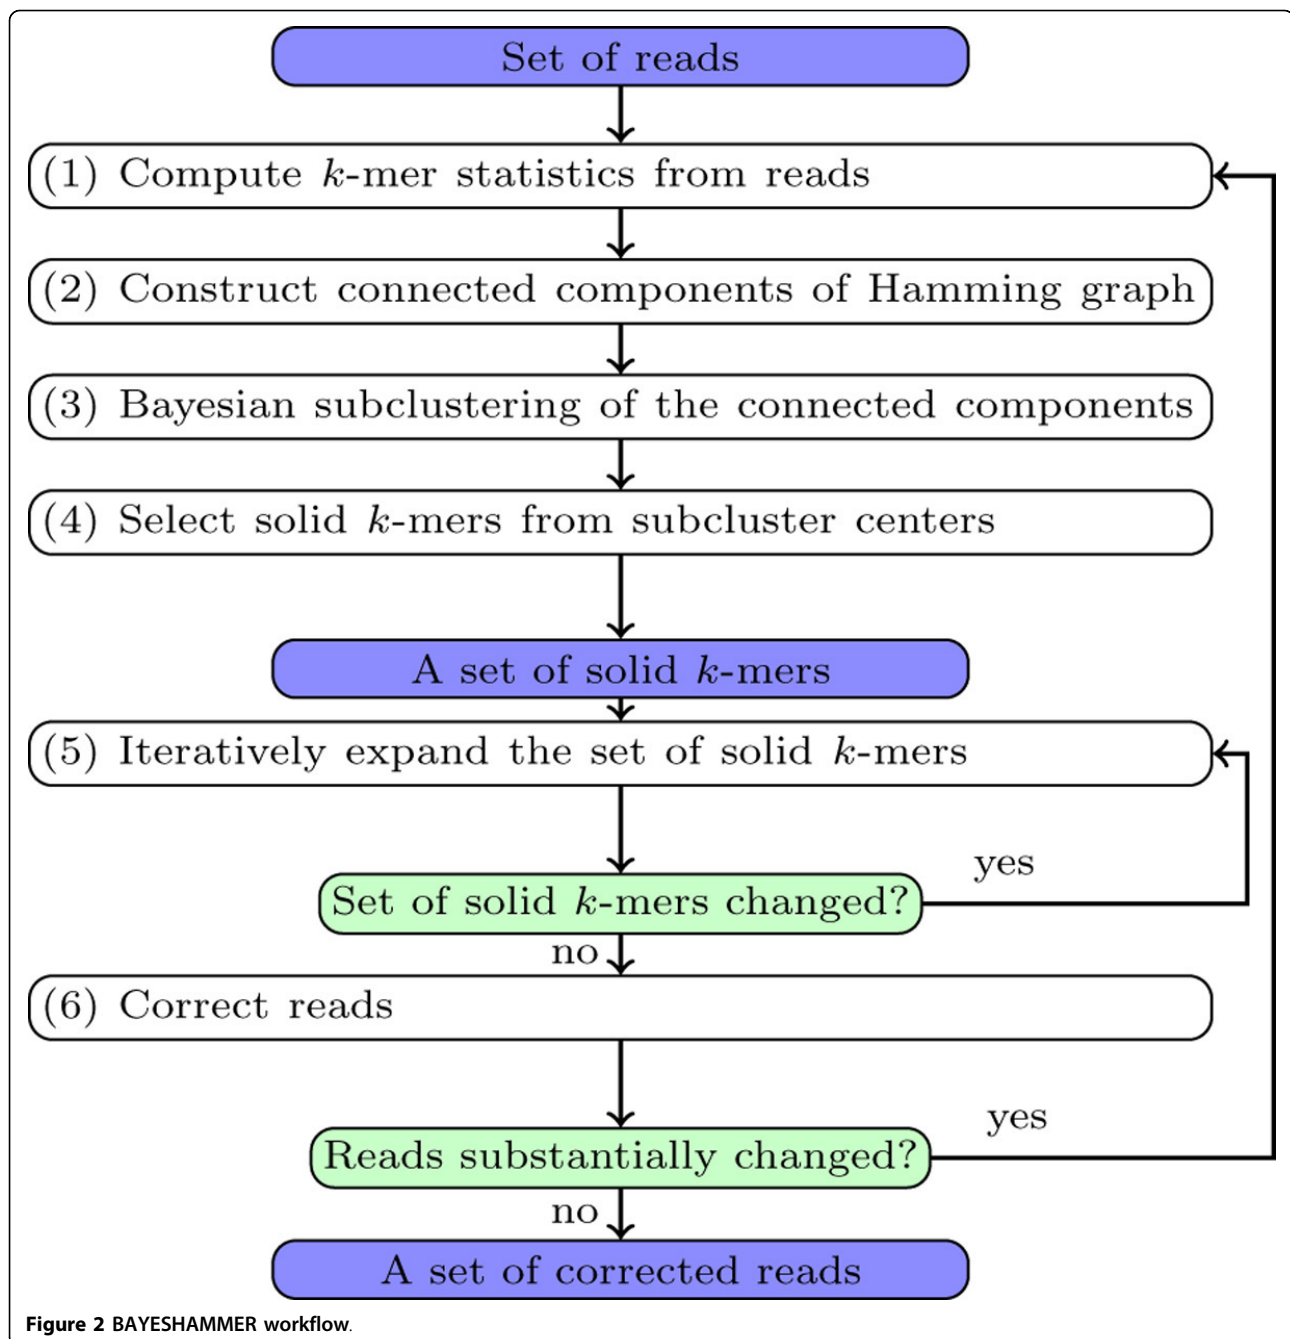 Set of reads
(1) Compute k-mer statistics from reads
(2) Construct connected components of Hamming graph
(3) Bayesian subclustering of the connected components
(4) Select solid k-mers from subcluster centers
A set of solid k-mers
(5) Iteratively expand the set of solid k-mers
yes
Set of solid k-mers changed?
no
(6) Correct reads
yes
Reads substantially changed?
no
A set of corrected reads
Figure 2 BAYESHAMMER workflow.